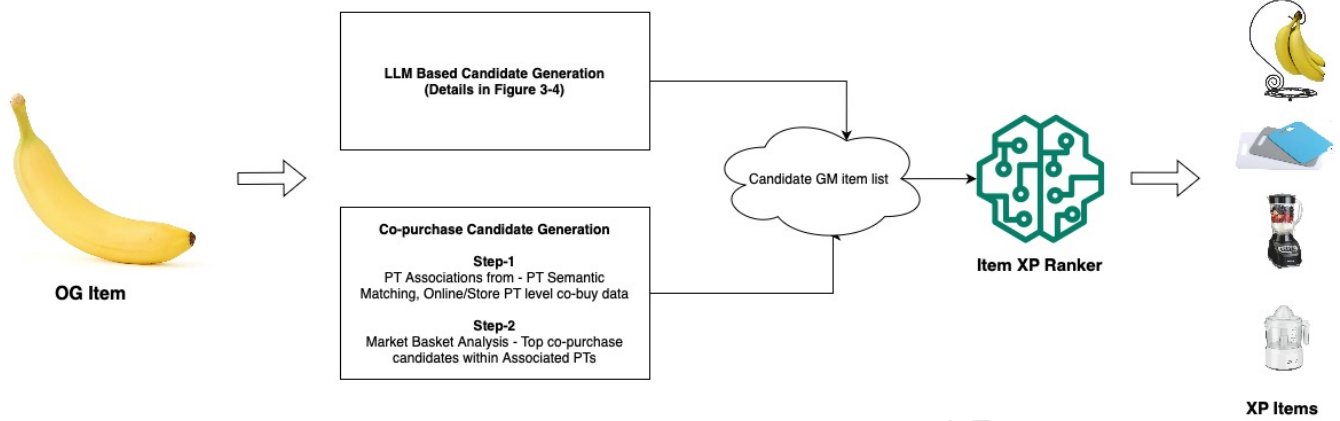 OG Item
LLM Based Candidate Generation
(Details in Figure 3-4)
Co-purchase Candidate Generation
Step-1
PT Associations from - PT Semantic
Matching, Online/Store PT level co-buy data
Step-2
Market Basket Analysis - Top co-purchase
candidates within Associated PTs
Candidate GM item list
Item XP Ranker
XP Items